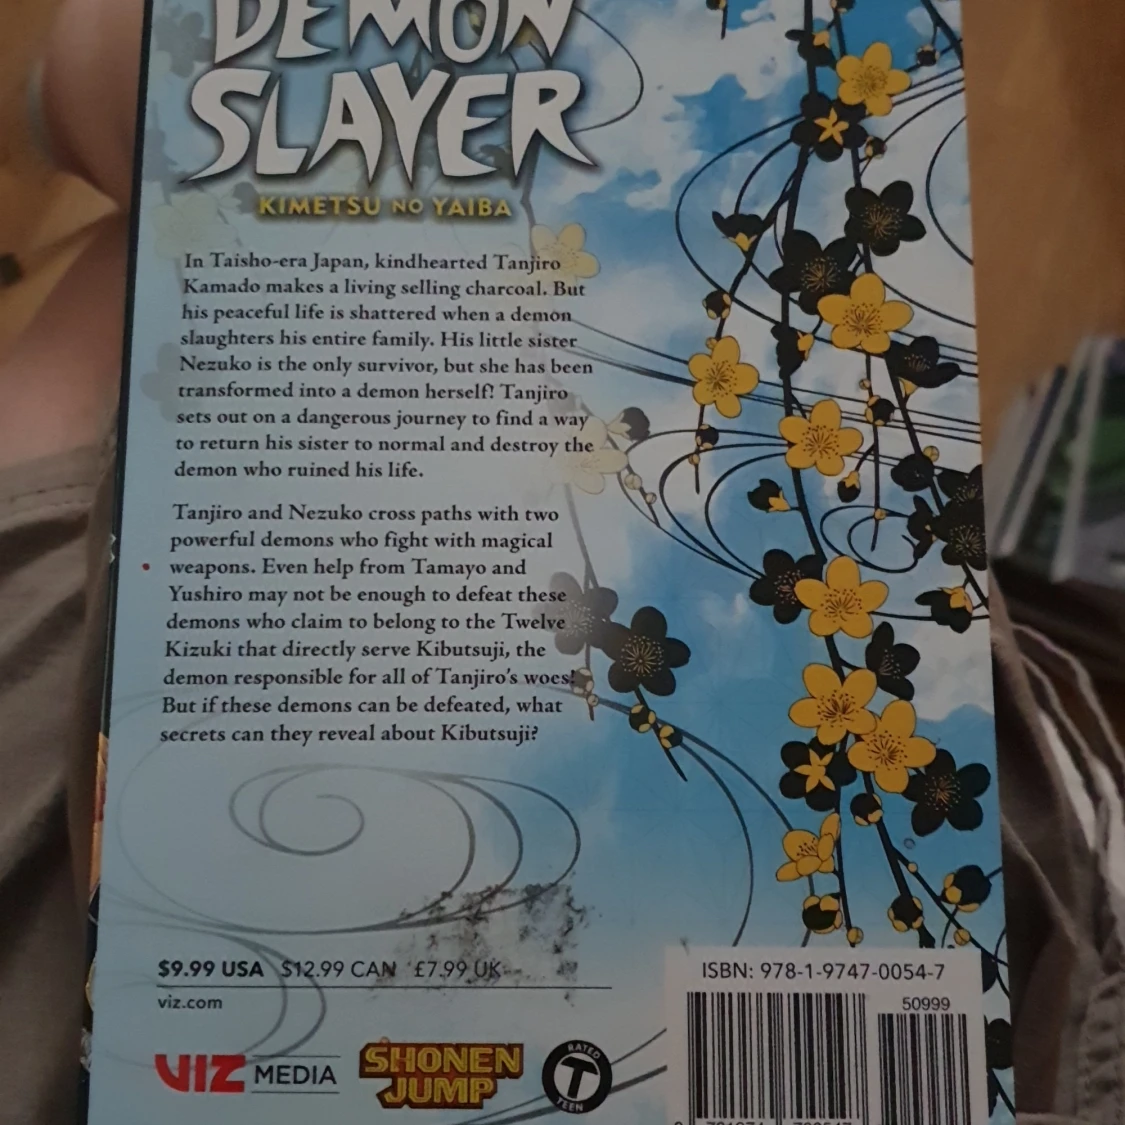 DEMON
SLAYER
KIMETSU NO YAIBA
In Taisho-era Japan, kindhearted Tanjiro
Kamado makes a living selling charcoal. But
his peaceful life is shattered when a demon
slaughters his entire family. His little sister
Nezuko is the only survivor, but she has been
transformed into a demon herself! Tanjiro
sets out on a dangerous journey to find a way
to return his sister to normal and destroy the
demon who ruined his life.
Tanjiro and Nezuko cross paths with two
powerful demons who fight with magical
weapons. Even help from Tamayo and
Yushiro may not be enough to defeat these
demons who claim to belong to the Twelve
Kizuki that directly serve Kibutsuji, the
demon responsible for all of Tanjiro's woes!
But if these demons can be defeated, what
secrets can they reveal about Kibutsuji?
$9.99 USA $12.99 CAN £7.99 UK
viz.com
VIZ MEDIA
SHONEN
JUMP
RATED
T
TEEN
ISBN: 978-1-9747-0054-7
50999